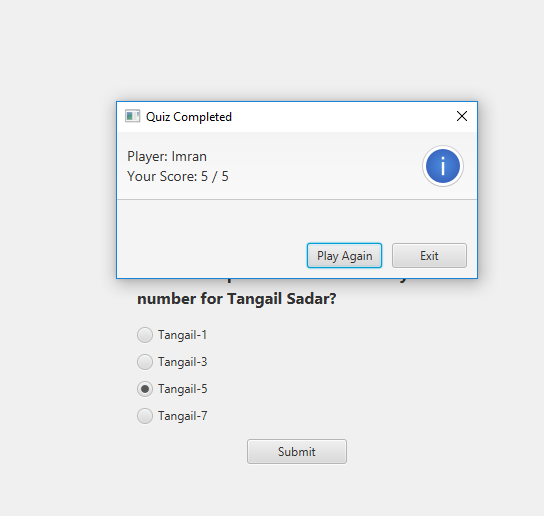 Quiz Completed
Player: Imran
Your Score: 5 / 5
Play Again
Exit
number for Tangail Sadar?
Tangail-1
Tangail-3
Tangail-5
Tangail-7
Submit